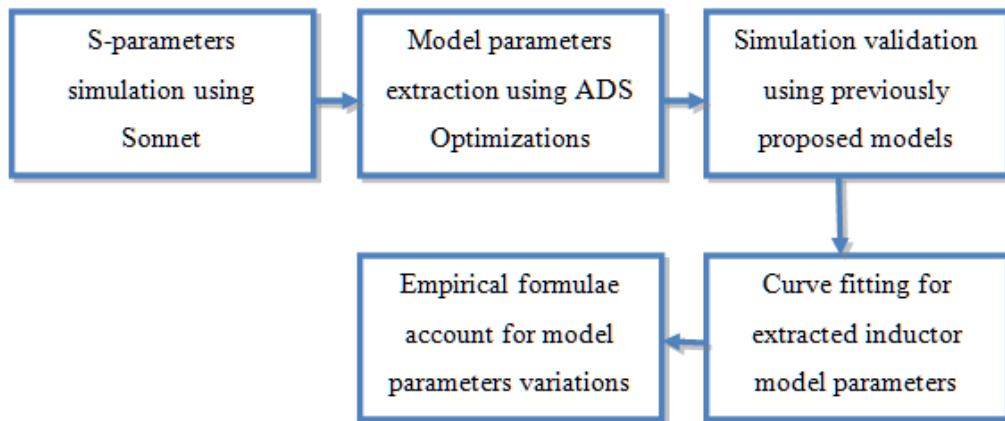 S-parameters
simulation using
Sonnet
Model parameters
extraction using ADS
Optimizations
Simulation validation
using previously
proposed models
Curve fitting for
extracted inductor
model parameters
Empirical formulae
account for model
parameters variations